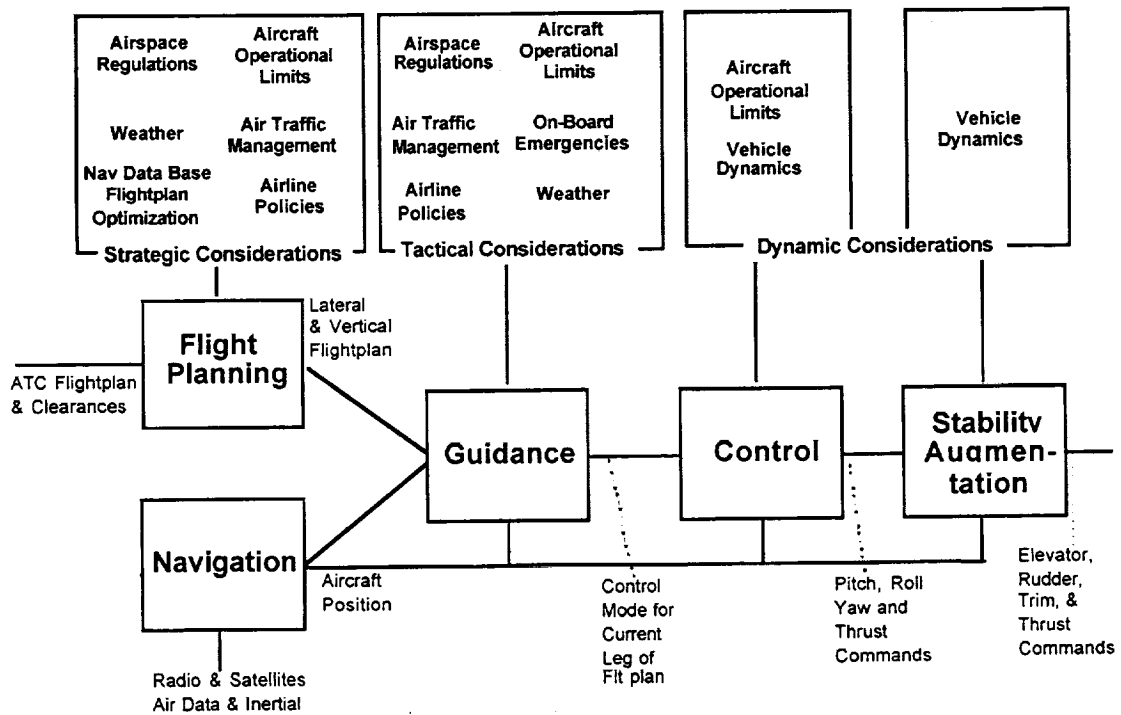 Airspace
Regulations
Aircraft
Operational
Limits
Weather
Air Traffic
Management
Nav Data Base
Flightplan
Optimization
Airline
Policies
Strategic Considerations
Airspace
Regulations
Aircraft
Operational
Limits
Air Traffic
Management
On-Board
Emergencies
Airline
Policies
Weather
Tactical Considerations
Aircraft
Operational
Limits
Vehicle
Dynamics
Vehicle
Dynamics
Dynamic Considerations
ATC Flightplan
& Clearances
Flight
Planning
Lateral
& Vertical
Flightplan
Guidance
Control
Stability
Augmen-
tation
Navigation
Aircraft
Position
Radio & Satellites
Air Data & Inertial
Control
Mode for
Current
Leg of
Flt plan
Pitch, Roll
Yaw and
Thrust
Commands
Elevator,
Rudder,
Trim, &
Thrust
Commands